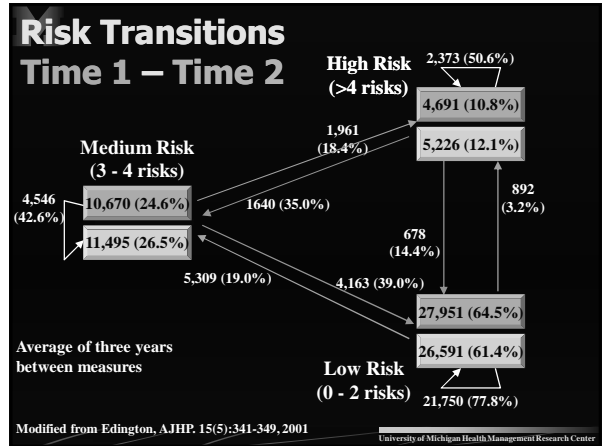 Risk Transitions
Time 1 – Time 2
High Risk
(>4 risks)
2,373 (50.6%)
4,691 (10.8%)
5,226 (12.1%)
1,961
(18.4%)
Medium Risk
(3 - 4 risks)
4,546
(42.6%)
10,670 (24.6%)
11,495 (26.5%)
1640 (35.0%)
892
(3.2%)
678
(14.4%)
5,309 (19.0%)
4,163 (39.0%)
27,951 (64.5%)
26,591 (61.4%)
Average of three years
between measures
Low Risk
(0 - 2 risks)
21,750 (77.8%)
Modified from Edington, AJHP. 15(5):341-349, 2001
University of Michigan Health Management Research Center